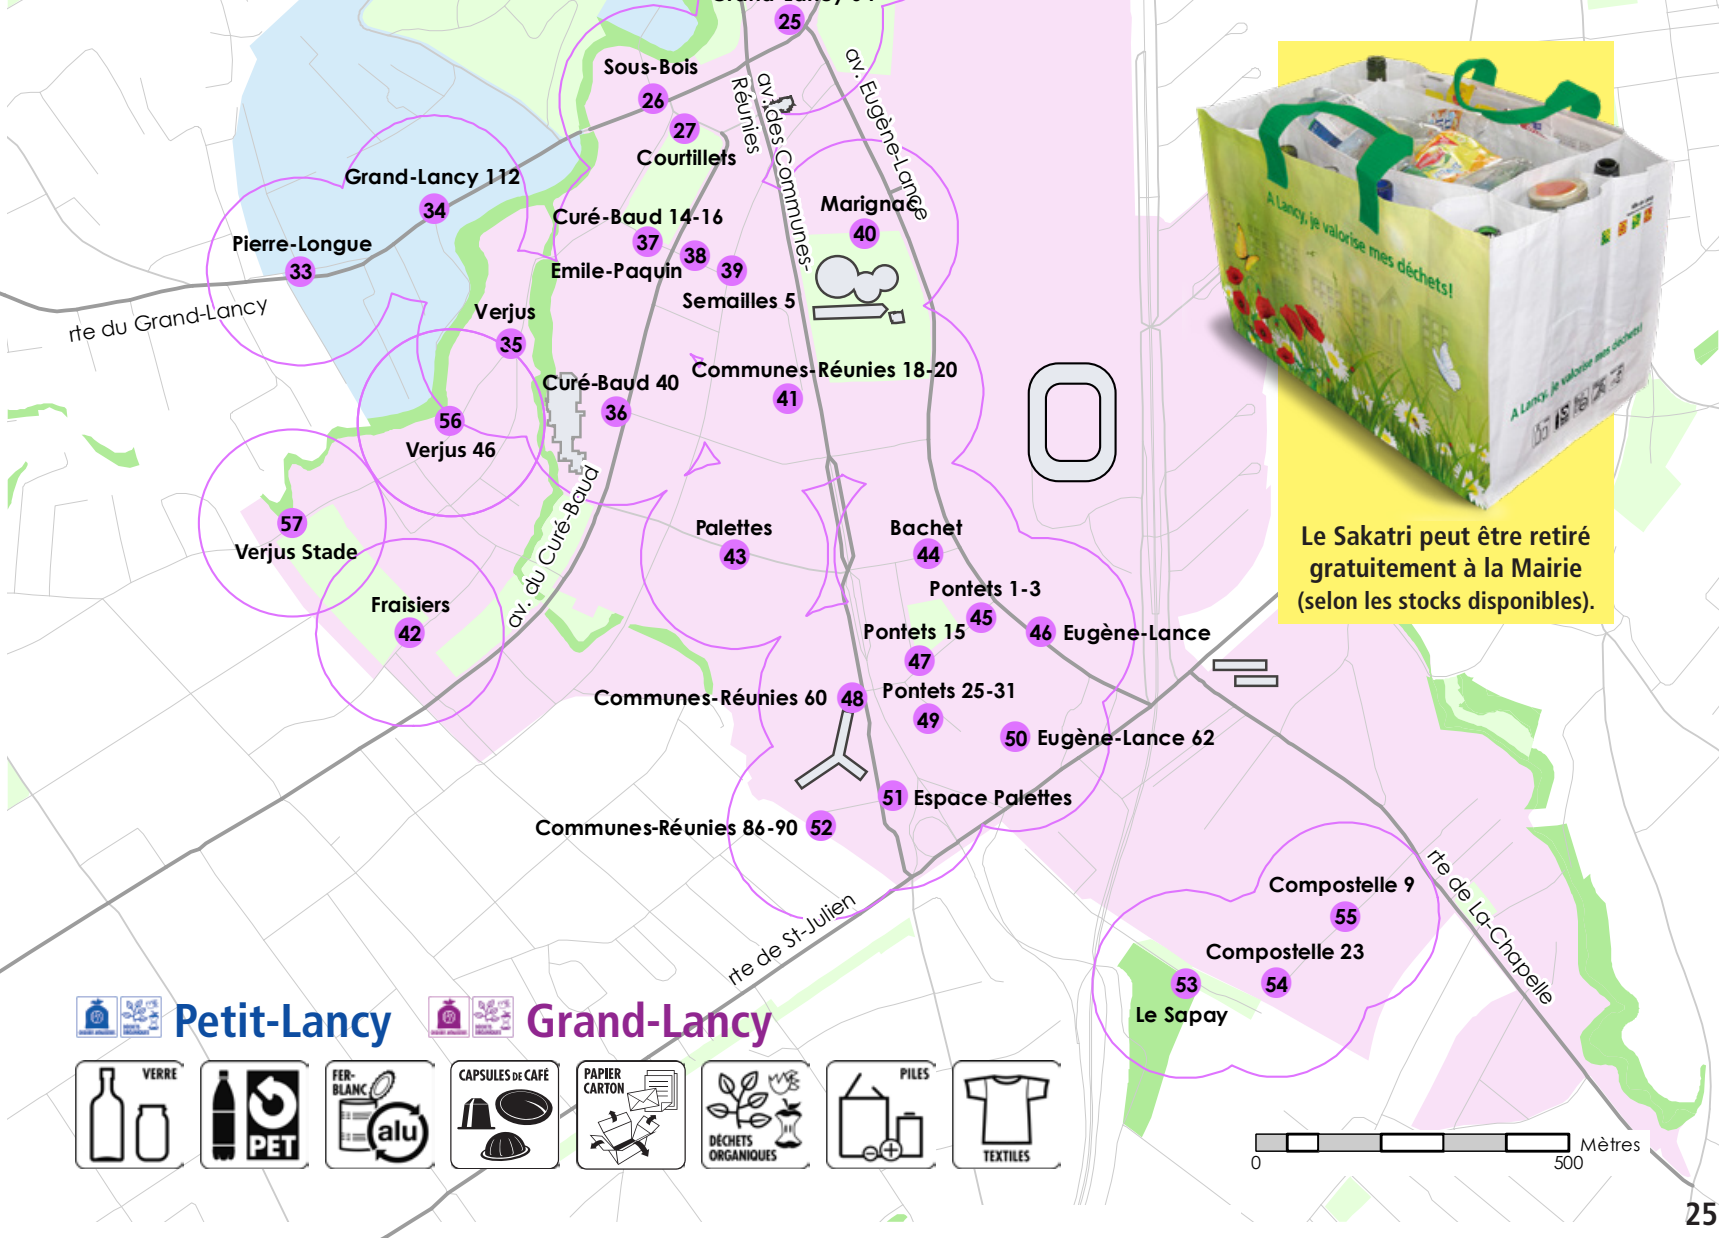 25
av. Eugène-Lance
Sous-Bois
26
av. des Communes-
Réunies
27
Courtillets
Grand-Lancy 112
34
Marignac
40
Curé-Baud 14-16
37
Pierre-Longue
33
38
Emile-Paquin
39
Semailles 5
rte du Grand-Lancy
Verjus
35
Communes-Réunies 18-20
41
Curé-Baud 40
36
56
Verjus 46
av. du Curé-Baud
57
Verjus Stade
Palettes
43
Bachet
44
Pontets 1-3
45
Fraisiers
42
Pontets 15
47
46 Eugène-Lance
Communes-Réunies 60 48
Pontets 25-31
49
50 Eugène-Lance 62
51 Espace Palettes
Communes-Réunies 86-90 52
rte de St-Julien
rte de La-Chapelle
Compostelle 9
55
Compostelle 23
54
53
Le Sapay
A Lancy, je valorise mes déchets!
A Lancy, je valorise mes déchets!
Le Sakatri peut être retiré
gratuitement à la Mairie
(selon les stocks disponibles).
Petit-Lancy
Grand-Lancy
VERRE
PET
FER-
BLANC
alu
CAPSULES DE CAFÉ
PAPIER
CARTON
DÉCHETS
ORGANIQUES
PILES
TEXTILES
0 500 Mètres
25